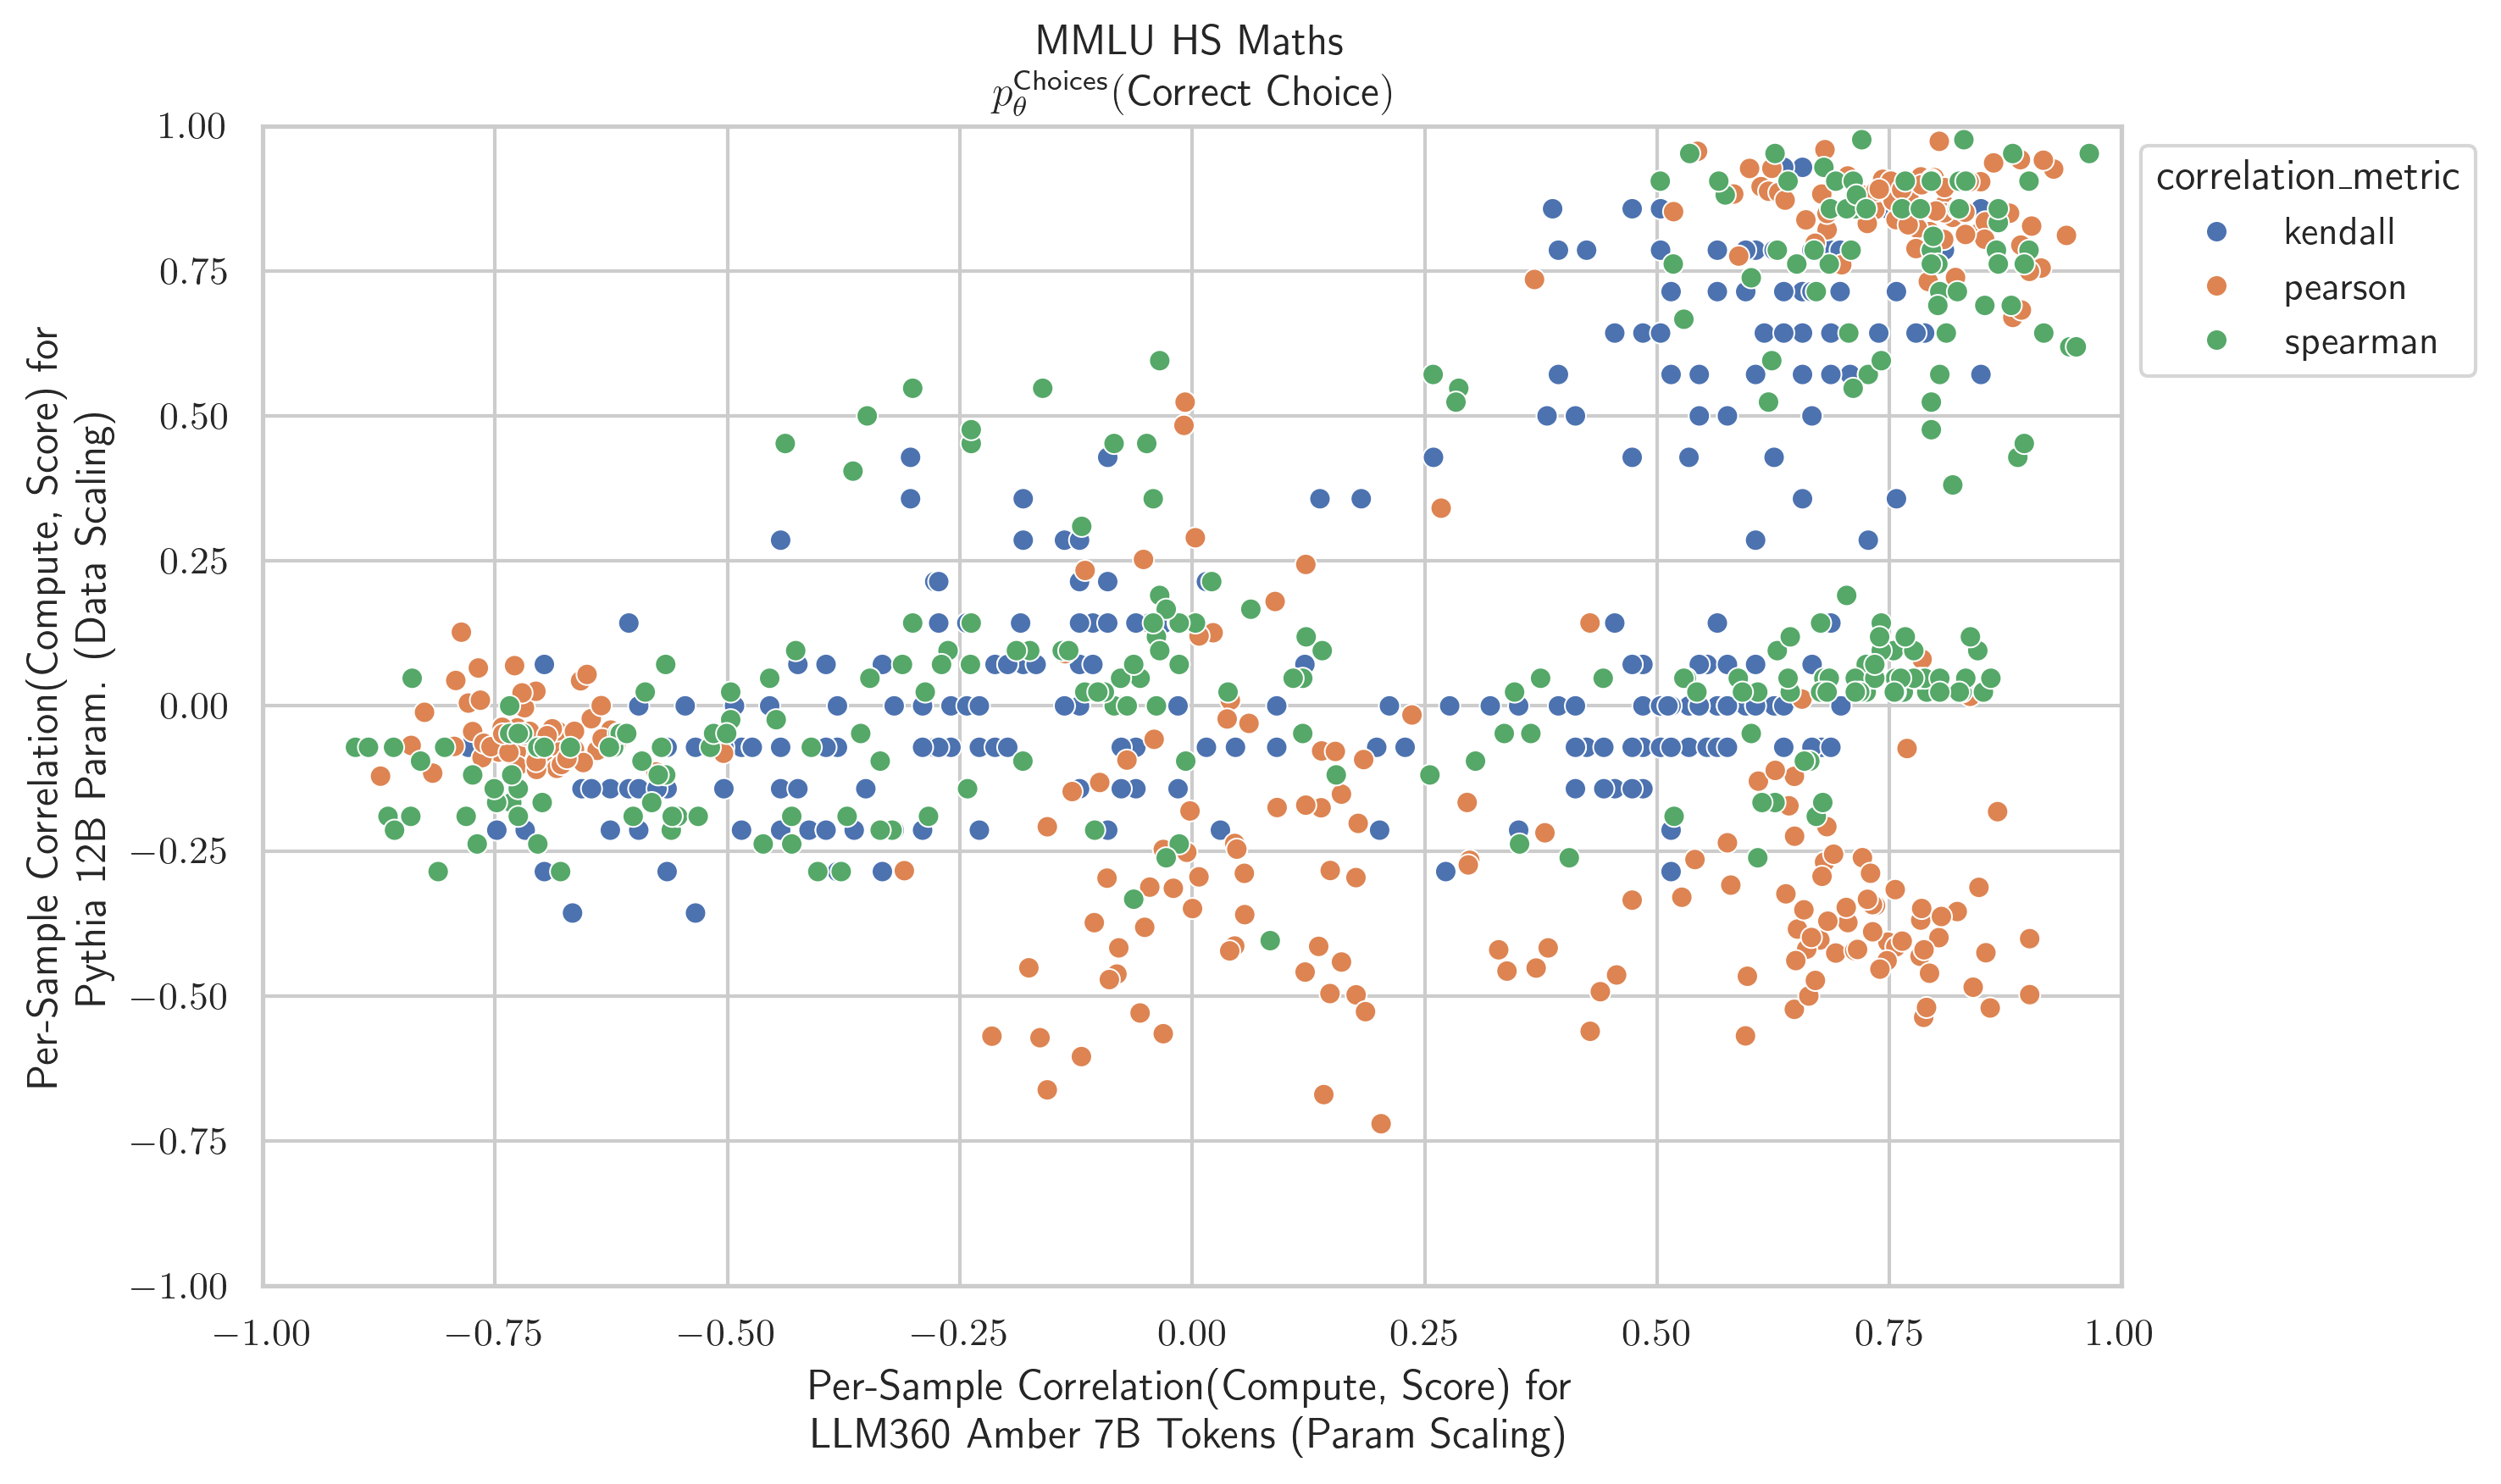 MMLU HS Maths
p_θ^Choices(Correct Choice)
1.00
0.75
0.50
0.25
0.00
−0.25
−0.50
−0.75
−1.00
Per-Sample Correlation(Compute, Score) for
Pythia 12B Param. (Data Scaling)
correlation_metric
kendall
pearson
spearman
−1.00 −0.75 −0.50 −0.25 0.00 0.25 0.50 0.75 1.00
Per-Sample Correlation(Compute, Score) for
LLM360 Amber 7B Tokens (Param Scaling)